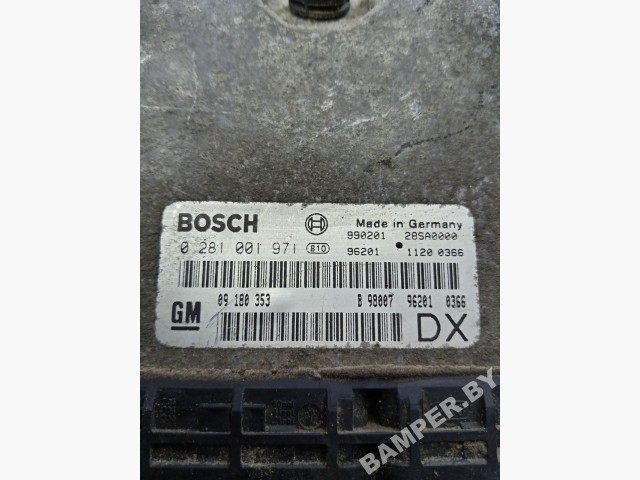 BOSCH Made in Germany
990201 28SA0000
0 281 001 971 810 96201 1120 0366
09 180 353 B 98007 96201 0366
GM DX
BAMPER.BY